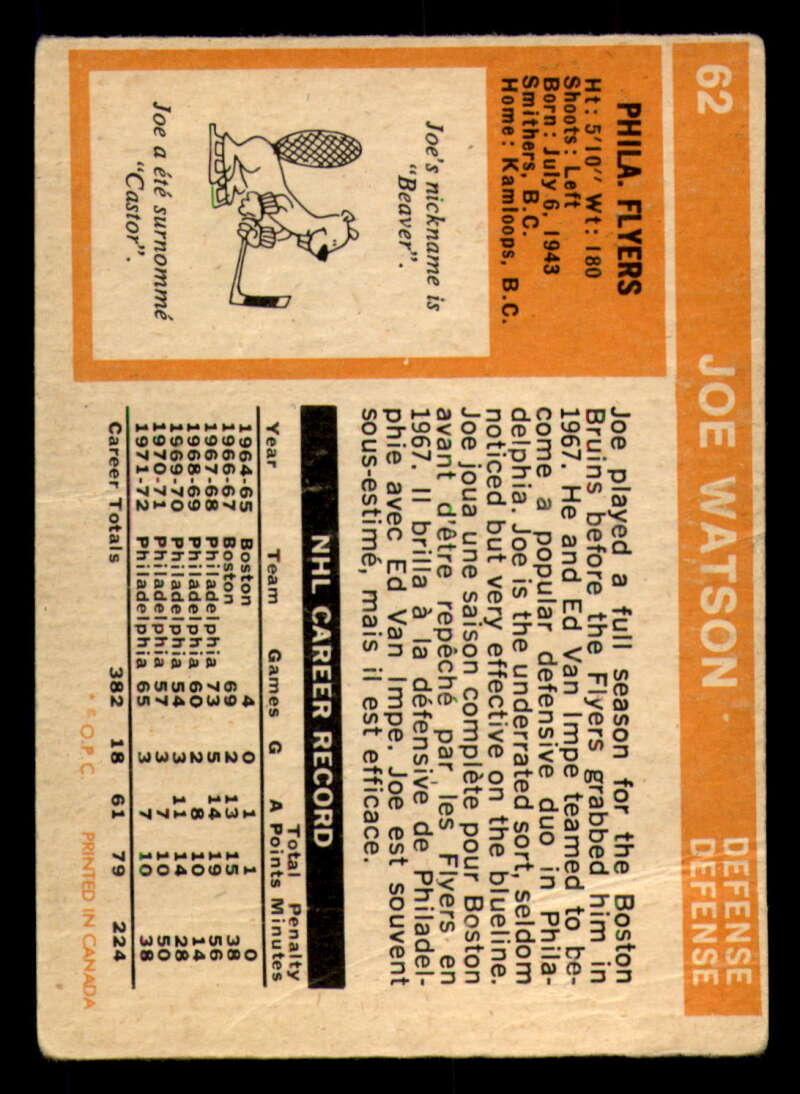 62
JOE WATSON
DEFENSE
DEFENSE
PHILA. FLYERS
Ht: 5'10" Wt: 180
Shoots: Left
Born: July 6, 1943
Smithers, B.C.
Home: Kamloops, B.C.
Joe's nickname is
"Beaver".
Joe a été surnommé
"Castor".
Joe played a full season for the Boston
Bruins before the Flyers grabbed him in
1967. He and Ed Van Impe teamed to be-
come a popular defensive duo in Phila-
delphia. Joe is the underrated sort, seldom
noticed but very effective on the blueline.
Joe joua une saison complète pour Boston
avant d'être repêché par les Flyers en
1967. Il brilla à la défensive de Philadel-
phie avec Ed Van Impe. Joe est souvent
sous-estimé, mais il est efficace.
NHL CAREER RECORD
Total Penalty
Year Team Games G A Points Minutes
1964-65 Boston 4 0 1 1 0
1966-67 Boston 69 2 13 15 38
1967-68 Philadelphia 73 5 14 19 56
1968-69 Philadelphia 60 2 8 10 14
1969-70 Philadelphia 54 3 11 14 28
1970-71 Philadelphia 57 3 7 10 50
1971-72 Philadelphia 65 3 7 10 38
Career Totals 382 18 61 79 224
* © O.P.C. PRINTED IN CANADA